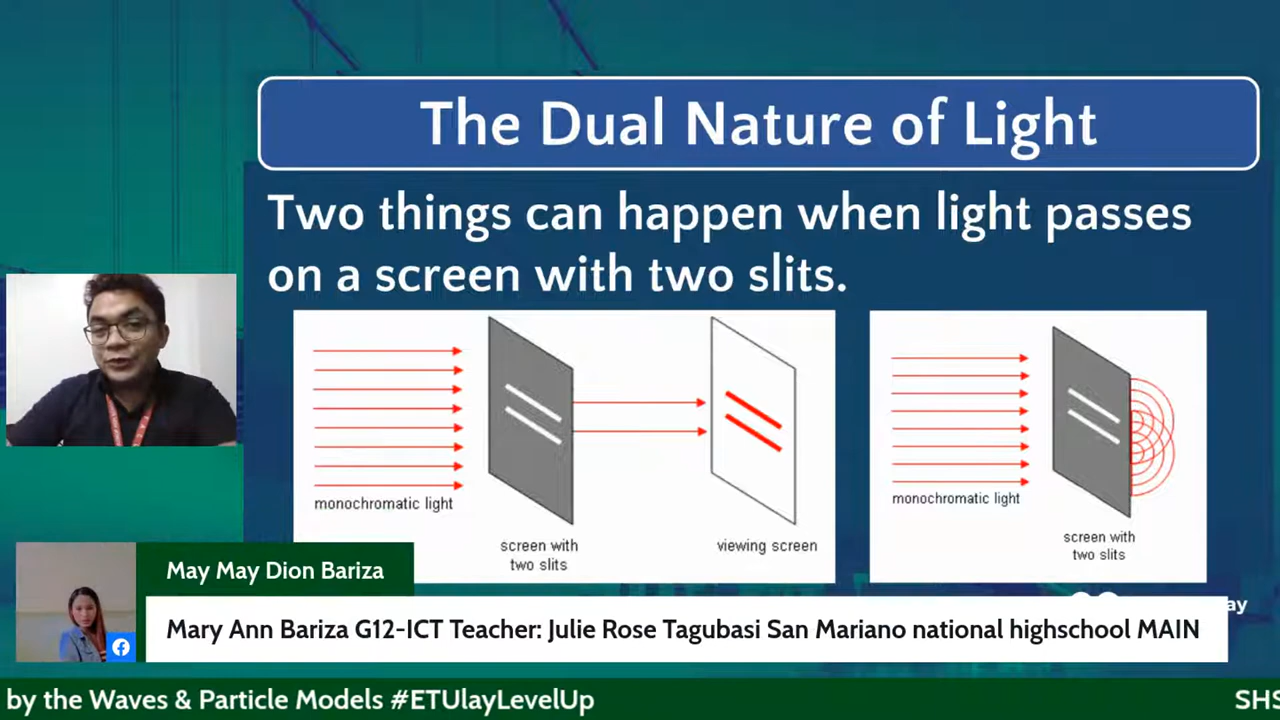 The Dual Nature of Light
Two things can happen when light passes
on a screen with two slits.
monochromatic light
screen with
two slits
viewing screen
monochromatic light
screen with
two slits
May May Dion Bariza
Mary Ann Bariza G12-ICT Teacher: Julie Rose Tagubasi San Mariano national highschool MAIN
by the Waves & Particle Models #ETUlayLevelUp